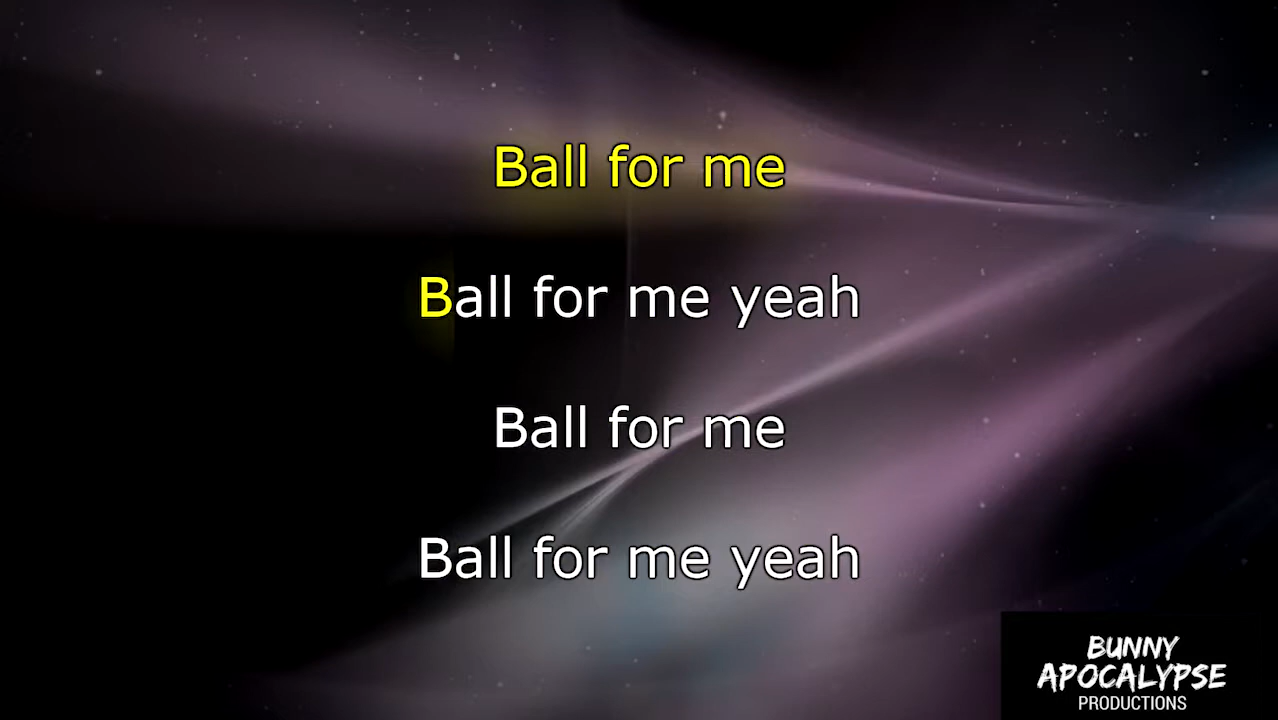 Ball for me
Ball for me yeah
Ball for me
Ball for me yeah
BUNNY
APOCALYPSE
PRODUCTIONS